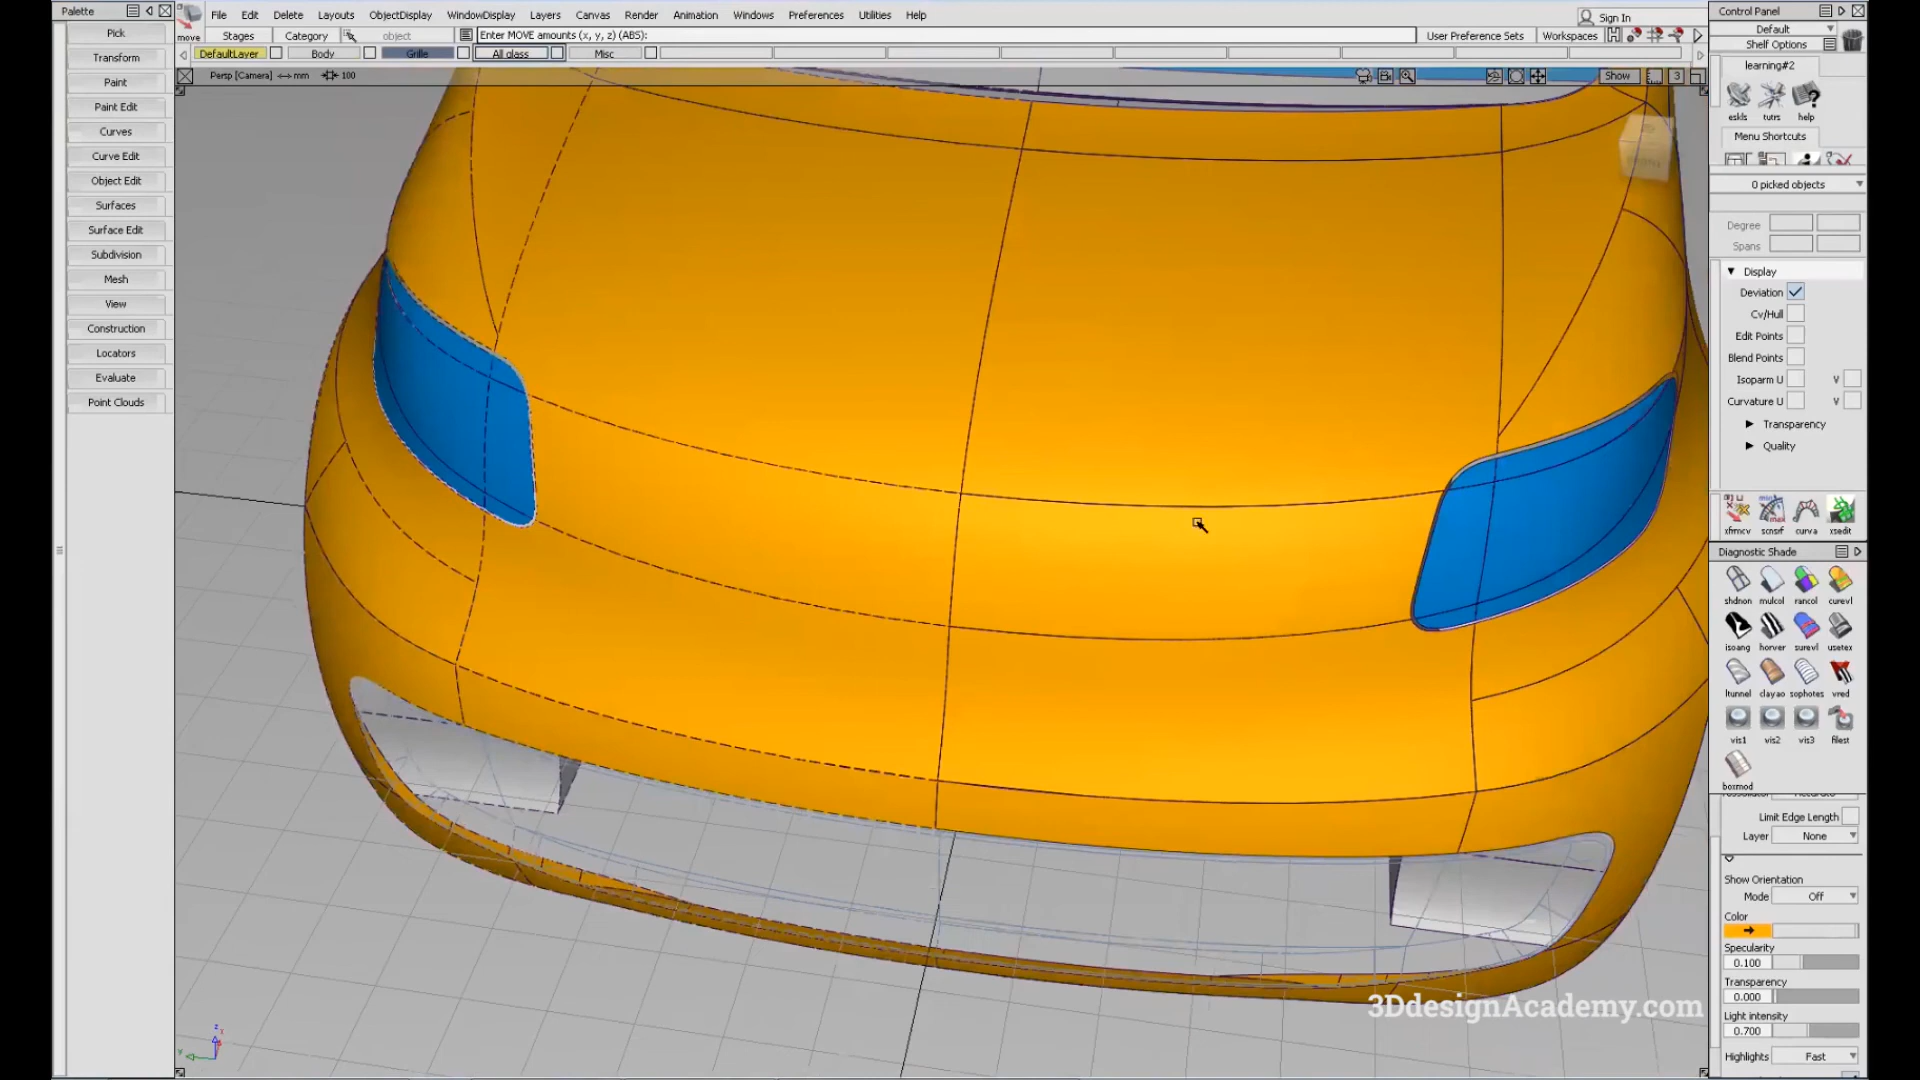 Palette
File Edit Delete Layouts ObjectDisplay WindowDisplay Layers Canvas Render Animation Windows Preferences Utilities Help
Sign In
Control Panel
move
Stages Category object Enter MOVE amounts (x, y, z) (ABS): User Preference Sets Workspaces
Default
Shelf Options
DefaultLayer Body Grille All glass Misc
Persp [Camera] mm 100 Show 3
learning#2
eskls tutrs help
Menu Shortcuts
0 picked objects
Pick
Transform
Paint
Paint Edit
Curves
Curve Edit
Object Edit
Surfaces
Surface Edit
Subdivision
Mesh
View
Construction
Locators
Evaluate
Point Clouds
Degree
Spans
Display
Deviation
Cv/Hull
Edit Points
Blend Points
Isoparm U V
Curvature U V
Transparency
Quality
xfrmcv scnsrf curva xsedit
Diagnostic Shade
shdnon mulcol rancol curevl
isoang horver surevl usetex
ltunnel clayao sophotes vred
vis1 vis2 vis3 filest
boxmod
Limit Edge Length
Layer None
Show Orientation
Mode Off
Color
Specularity
0.100
Transparency
0.000
Light intensity
0.700
Highlights Fast
3DdesignAcademy.com
z
y